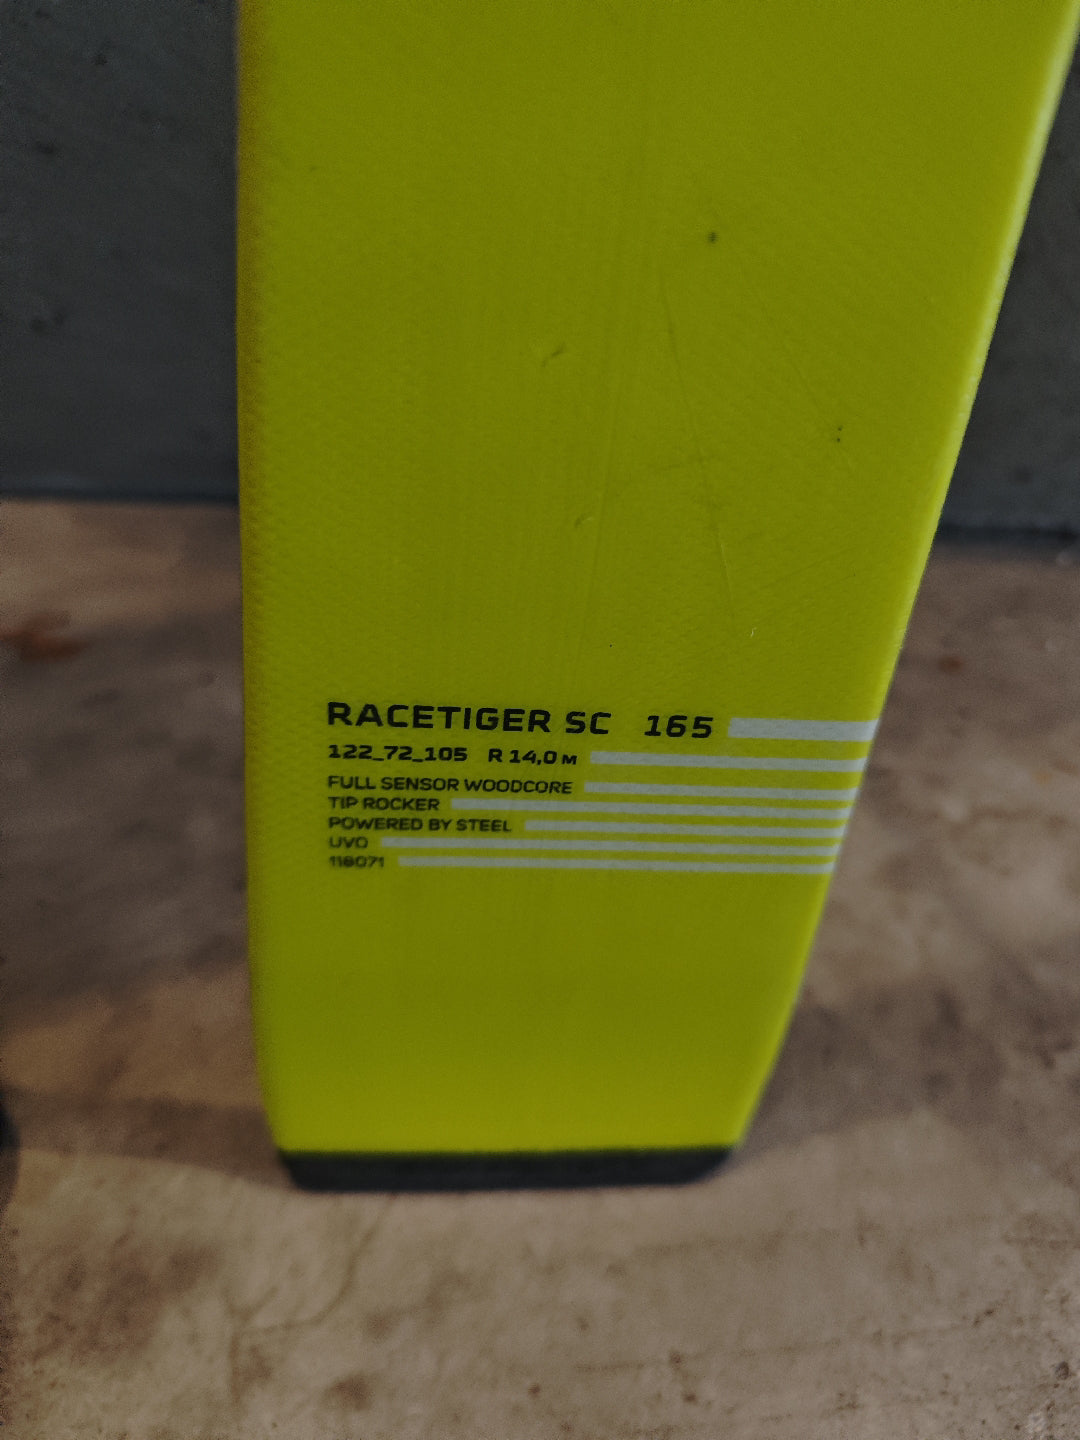 RACETIGER SC 165
122_72_105 R 14,0 M
FULL SENSOR WOODCORE
TIP ROCKER
POWERED BY STEEL
UVO
118071